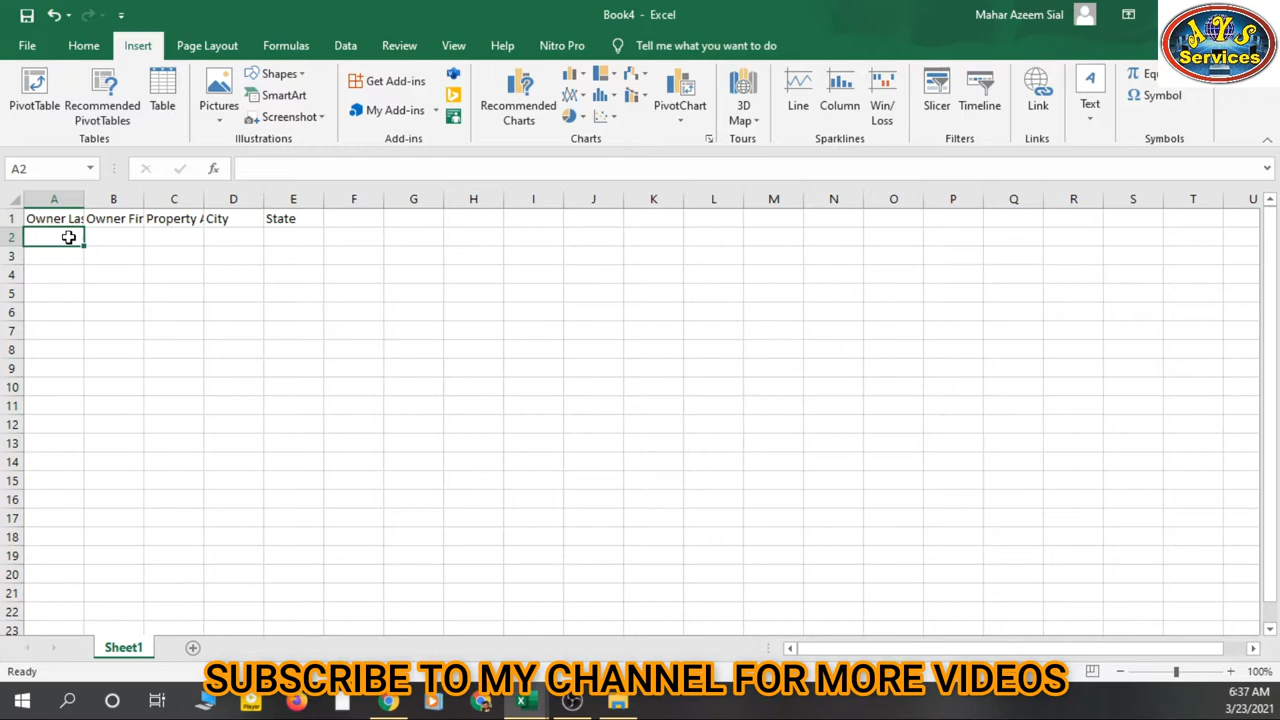 Book4 - Excel
Mahar Azeem Sial
AYS
Services
File Home Insert Page Layout Formulas Data Review View Help Nitro Pro Tell me what you want to do
PivotTable
Recommended
PivotTables
Table
Tables
Pictures
Shapes
SmartArt
Screenshot
Illustrations
Get Add-ins
My Add-ins
Add-ins
Recommended
Charts
PivotChart
Charts
3D
Map
Tours
Line
Column
Win/
Loss
Sparklines
Slicer
Timeline
Filters
Link
Links
A
Text
π Equ
Ω Symbol
Symbols
A2
fx
A B C D E F G H I J K L M N O P Q R S T U
1 Owner Las Owner Fir Property A City State
2
3
4
5
6
7
8
9
10
11
12
13
14
15
16
17
18
19
20
21
22
23
Sheet1
Ready
100%
SUBSCRIBE TO MY CHANNEL FOR MORE VIDEOS
6:37 AM
3/23/2021